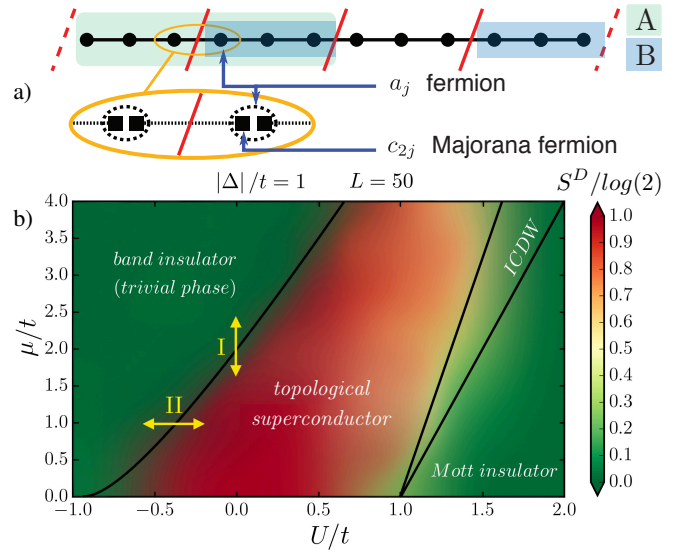 A
B
a_j fermion
a)
c_{2j} Majorana fermion
|Δ|/t = 1 L = 50 S^D/log(2)
b)
4.0
3.5
3.0
2.5
2.0
1.5
1.0
0.5
0.0
μ/t
band insulator
(trivial phase)
I
II
topological
superconductor
ICDW
Mott insulator
−1.0 −0.5 0.0 0.5 1.0 1.5 2.0
U/t
1.0
0.9
0.8
0.7
0.6
0.5
0.4
0.3
0.2
0.1
0.0